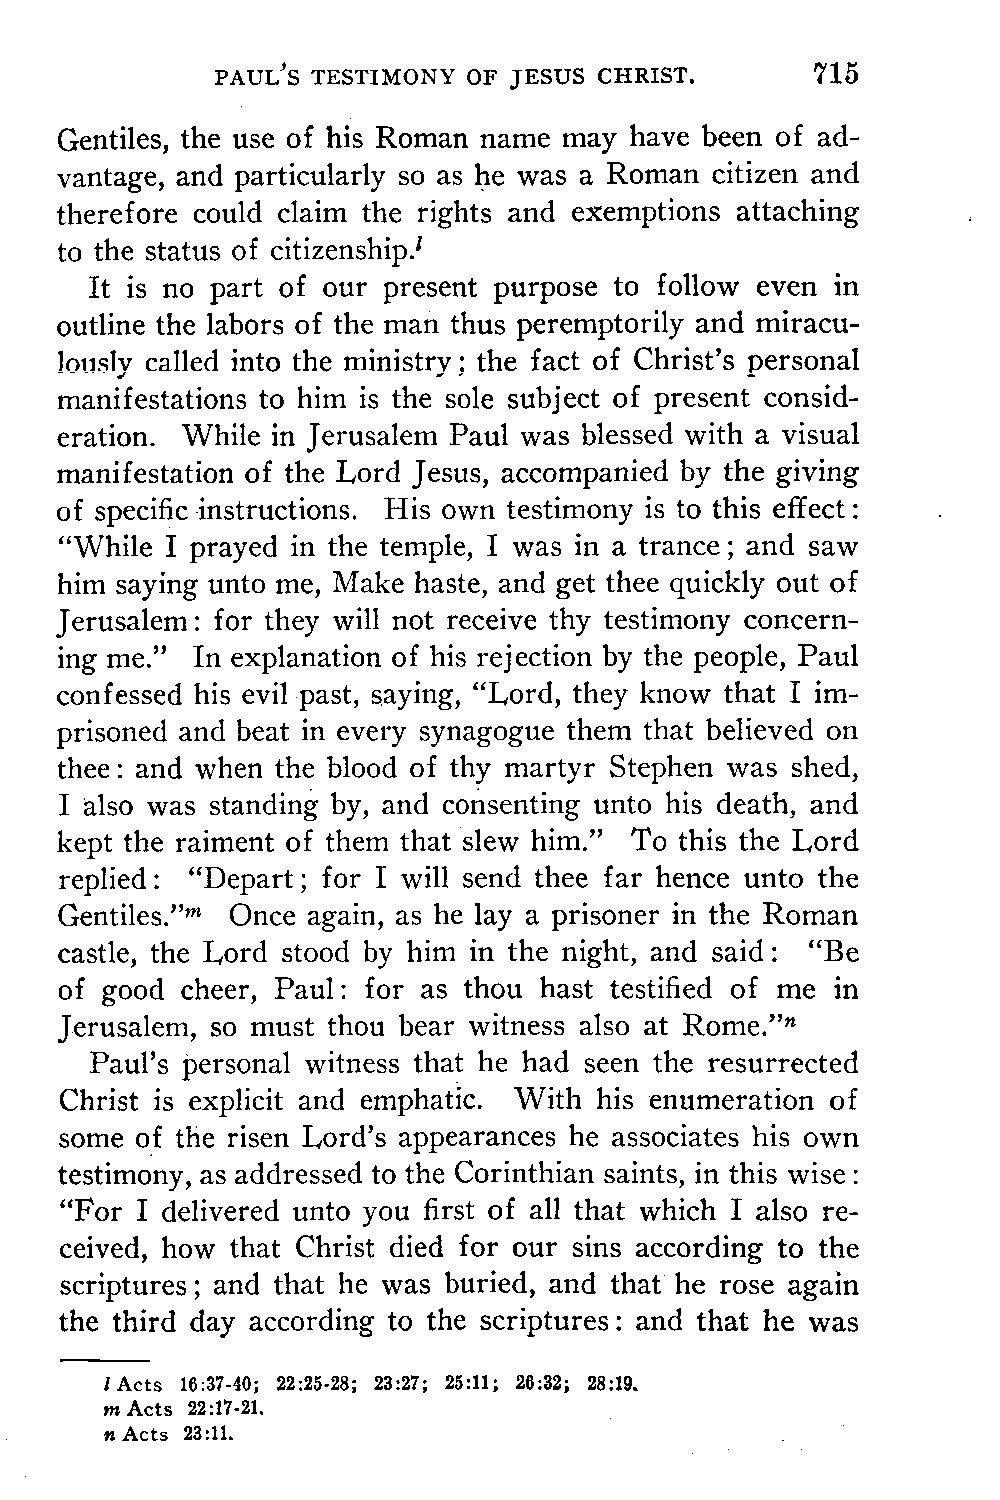 PAUL'S TESTIMONY OF JESUS CHRIST. 715
Gentiles, the use of his Roman name may have been of ad-
vantage, and particularly so as he was a Roman citizen and
therefore could claim the rights and exemptions attaching
to the status of citizenship.l
It is no part of our present purpose to follow even in
outline the labors of the man thus peremptorily and miracu-
lously called into the ministry; the fact of Christ's personal
manifestations to him is the sole subject of present consid-
eration. While in Jerusalem Paul was blessed with a visual
manifestation of the Lord Jesus, accompanied by the giving
of specific instructions. His own testimony is to this effect:
"While I prayed in the temple, I was in a trance; and saw
him saying unto me, Make haste, and get thee quickly out of
Jerusalem: for they will not receive thy testimony concern-
ing me." In explanation of his rejection by the people, Paul
confessed his evil past, saying, "Lord, they know that I im-
prisoned and beat in every synagogue them that believed on
thee: and when the blood of thy martyr Stephen was shed,
I also was standing by, and consenting unto his death, and
kept the raiment of them that slew him." To this the Lord
replied: "Depart; for I will send thee far hence unto the
Gentiles."m Once again, as he lay a prisoner in the Roman
castle, the Lord stood by him in the night, and said: "Be
of good cheer, Paul: for as thou hast testified of me in
Jerusalem, so must thou bear witness also at Rome."n
Paul's personal witness that he had seen the resurrected
Christ is explicit and emphatic. With his enumeration of
some of the risen Lord's appearances he associates his own
testimony, as addressed to the Corinthian saints, in this wise:
"For I delivered unto you first of all that which I also re-
ceived, how that Christ died for our sins according to the
scriptures; and that he was buried, and that he rose again
the third day according to the scriptures: and that he was
l Acts 16:37-40; 22:25-28; 23:27; 25:11; 26:32; 28:19.
m Acts 22:17-21.
n Acts 23:11.